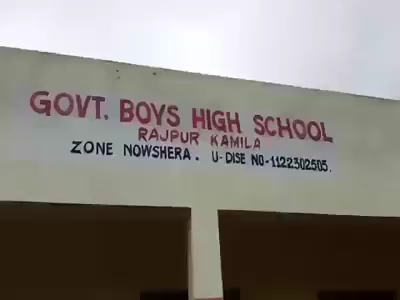 GOVT. BOYS HIGH SCHOOL
RAJPUR KAMILA
ZONE NOWSHERA. U-DISE NO-1122302505.